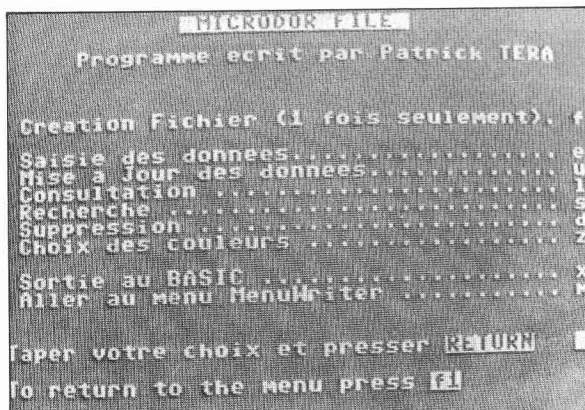 MICRODOR FILE
Programme ecrit par Patrick TERA
Creation Fichier (1 fois seulement). f
Saisie des donnees................. e
Mise à Jour des donnees............
Consultation ......................
Recherche .........................
Suppression .......................
Choix des couleurs ................
Sortie au BASIC ...................
Aller au menu MenuWriter ..........
Taper votre choix et presser RETURN
To return to the menu press f1